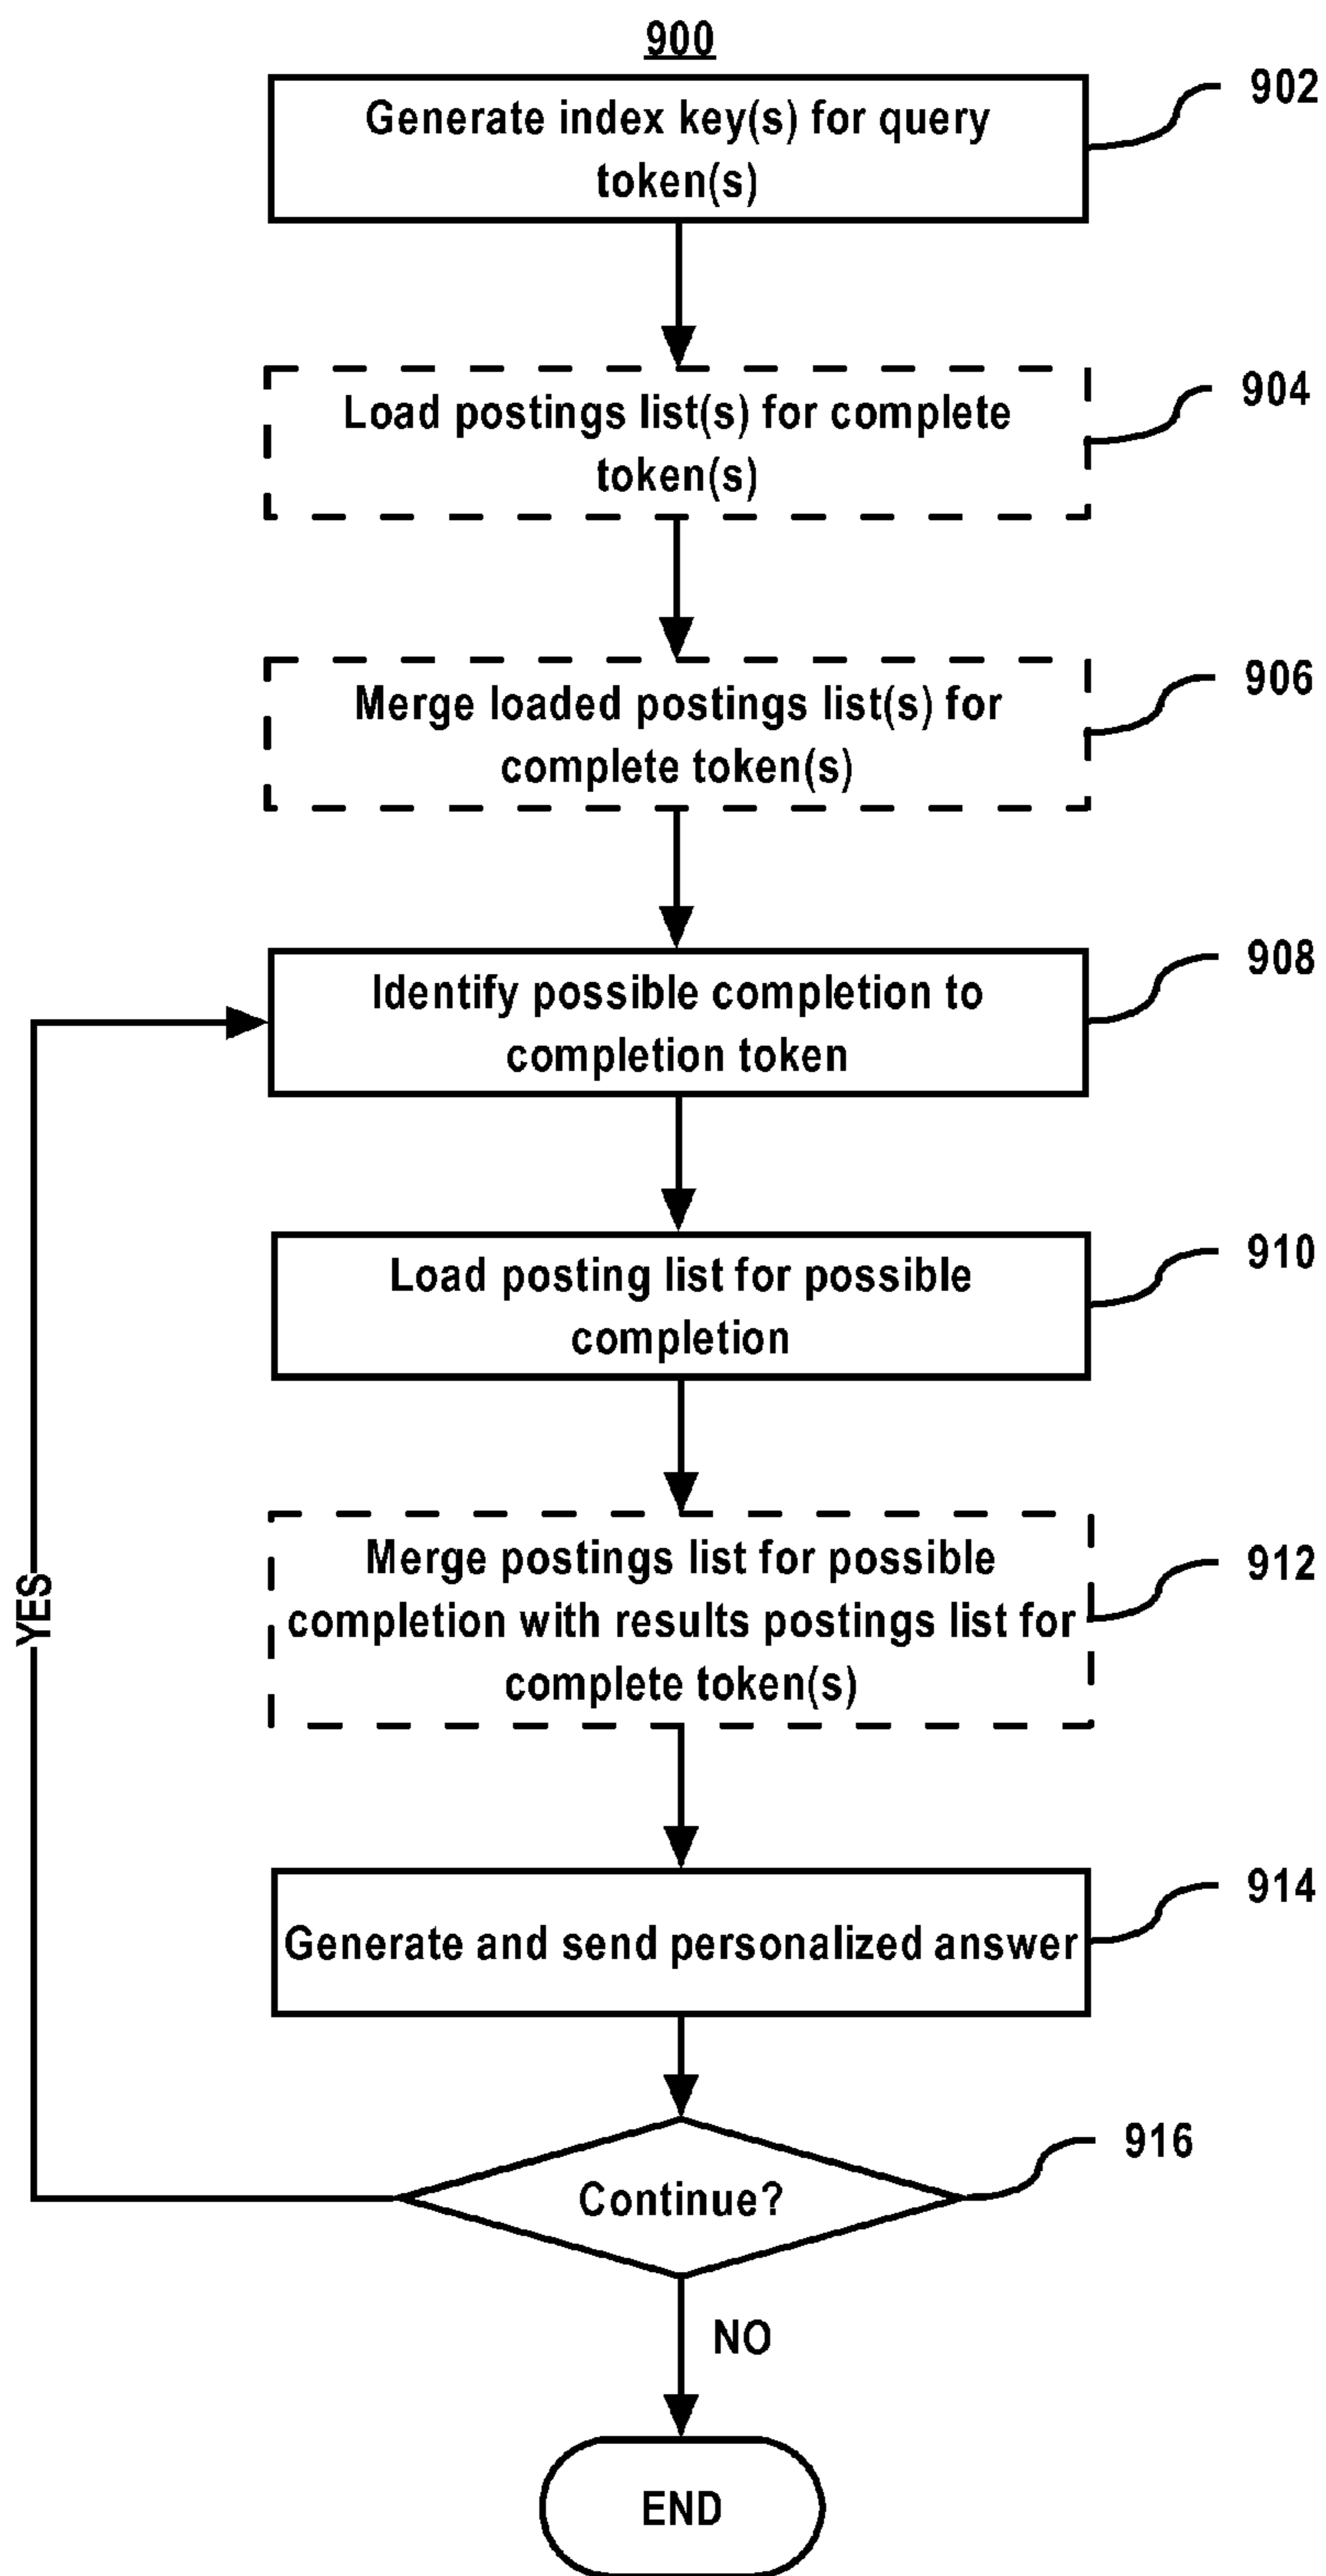 900
902
Generate index key(s) for query
token(s)
904
Load postings list(s) for complete
token(s)
906
Merge loaded postings list(s) for
complete token(s)
908
Identify possible completion to
completion token
910
Load posting list for possible
completion
912
Merge postings list for possible
completion with results postings list for
complete token(s)
YES
914
Generate and send personalized answer
916
Continue?
NO
END